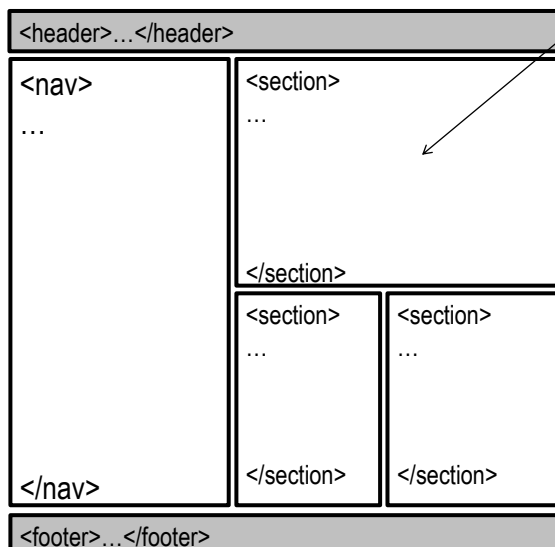 <header>…</header>
<nav>
…
</nav>
<section>
…
</section>
<section>
…
</section>
<section>
…
</section>
<footer>…</footer>